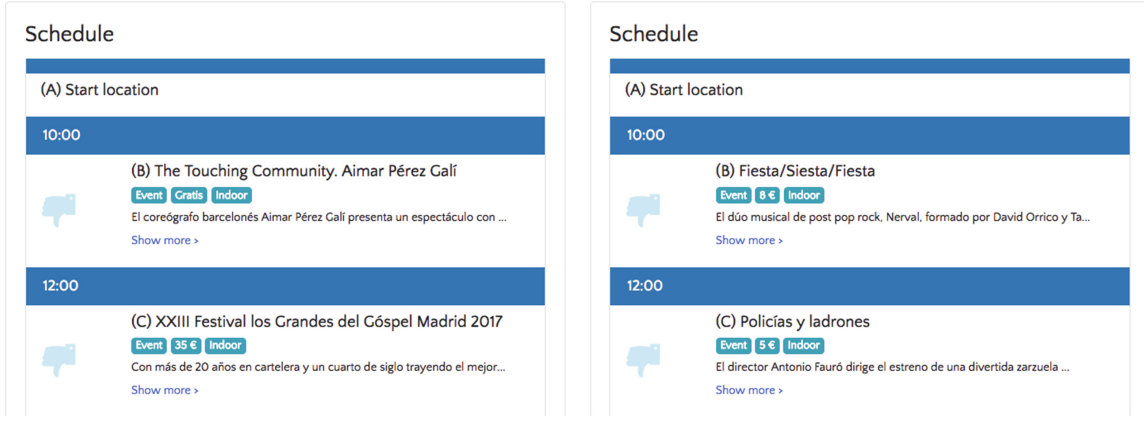 Schedule
(A) Start location
10:00
(B) The Touching Community. Aimar Pérez Galí
Event Gratis Indoor
El coreógrafo barcelonés Aimar Pérez Galí presenta un espectáculo con ...
Show more >
12:00
(C) XXIII Festival los Grandes del Góspel Madrid 2017
Event 35 € Indoor
Con más de 20 años en cartelera y un cuarto de siglo trayendo el mejor...
Show more >
Schedule
(A) Start location
10:00
(B) Fiesta/Siesta/Fiesta
Event 8 € Indoor
El dúo musical de post pop rock, Nerval, formado por David Orrico y Ta...
Show more >
12:00
(C) Policías y ladrones
Event 5 € Indoor
El director Antonio Fauró dirige el estreno de una divertida zarzuela ...
Show more >